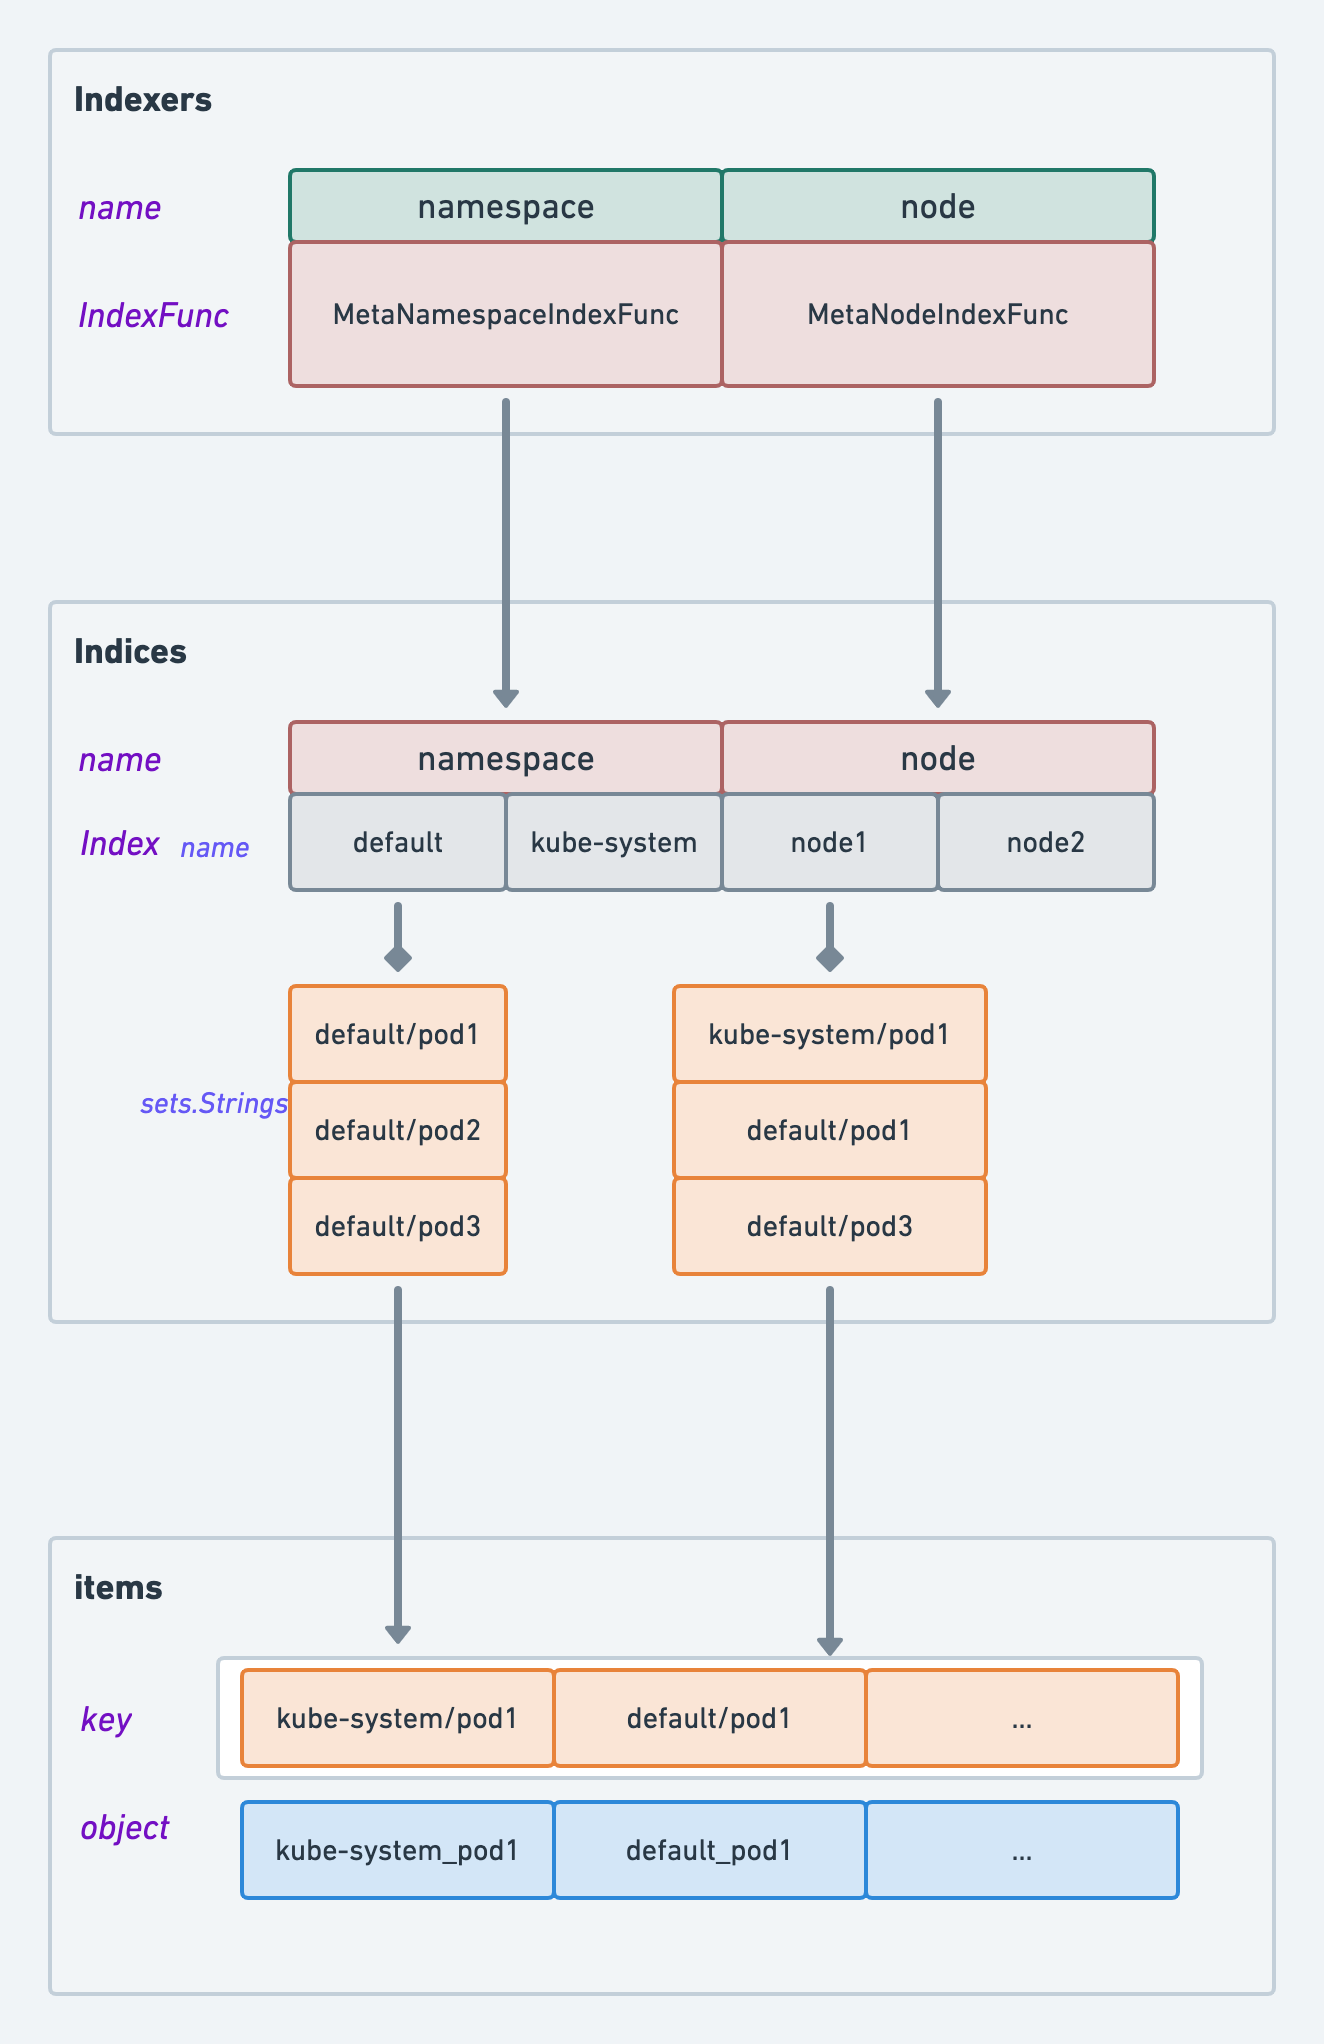 Indexers
name
namespace
node
IndexFunc
MetaNamespaceIndexFunc
MetaNodeIndexFunc
Indices
name
namespace
node
Index name
default
kube-system
node1
node2
sets.Strings
default/pod1
default/pod2
default/pod3
kube-system/pod1
default/pod1
default/pod3
items
key
kube-system/pod1
default/pod1
...
object
kube-system_pod1
default_pod1
...